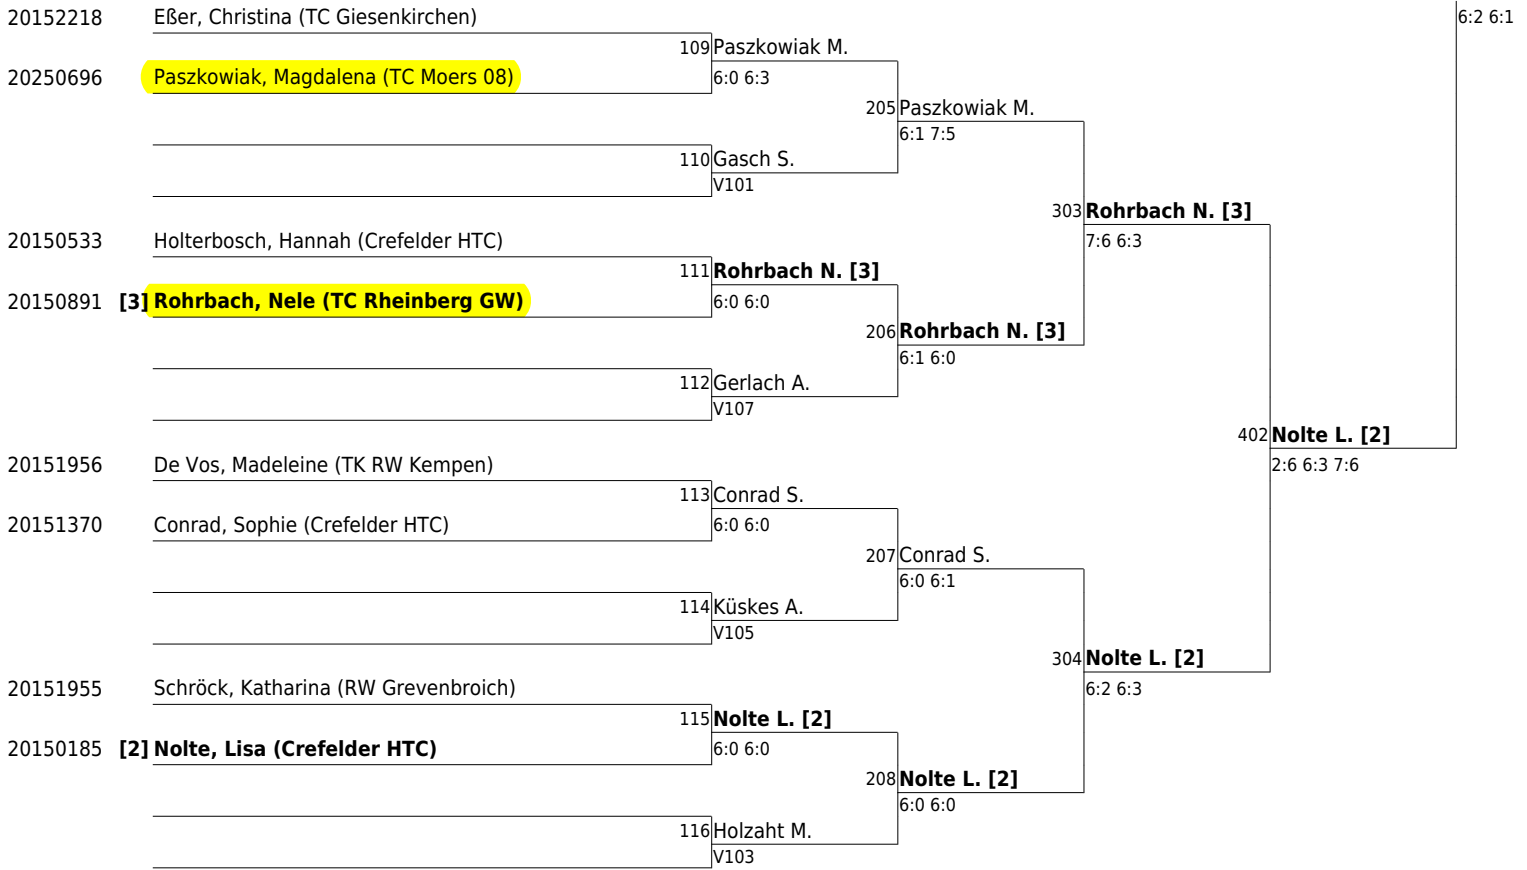 20152218 Eßer, Christina (TC Giesenkirchen) 6:2 6:1
109 Paszkowiak M.
20250696 Paszkowiak, Magdalena (TC Moers 08) 6:0 6:3
205 Paszkowiak M.
6:1 7:5
110 Gasch S.
V101
303 Rohrbach N. [3]
20150533 Holterbosch, Hannah (Crefelder HTC) 7:6 6:3
111 Rohrbach N. [3]
20150891 [3] Rohrbach, Nele (TC Rheinberg GW) 6:0 6:0
206 Rohrbach N. [3]
6:1 6:0
112 Gerlach A.
V107
402 Nolte L. [2]
20151956 De Vos, Madeleine (TK RW Kempen) 2:6 6:3 7:6
113 Conrad S.
20151370 Conrad, Sophie (Crefelder HTC) 6:0 6:0
207 Conrad S.
6:0 6:1
114 Küskes A.
V105
304 Nolte L. [2]
20151955 Schröck, Katharina (RW Grevenbroich) 6:2 6:3
115 Nolte L. [2]
20150185 [2] Nolte, Lisa (Crefelder HTC) 6:0 6:0
208 Nolte L. [2]
6:0 6:0
116 Holzaht M.
V103